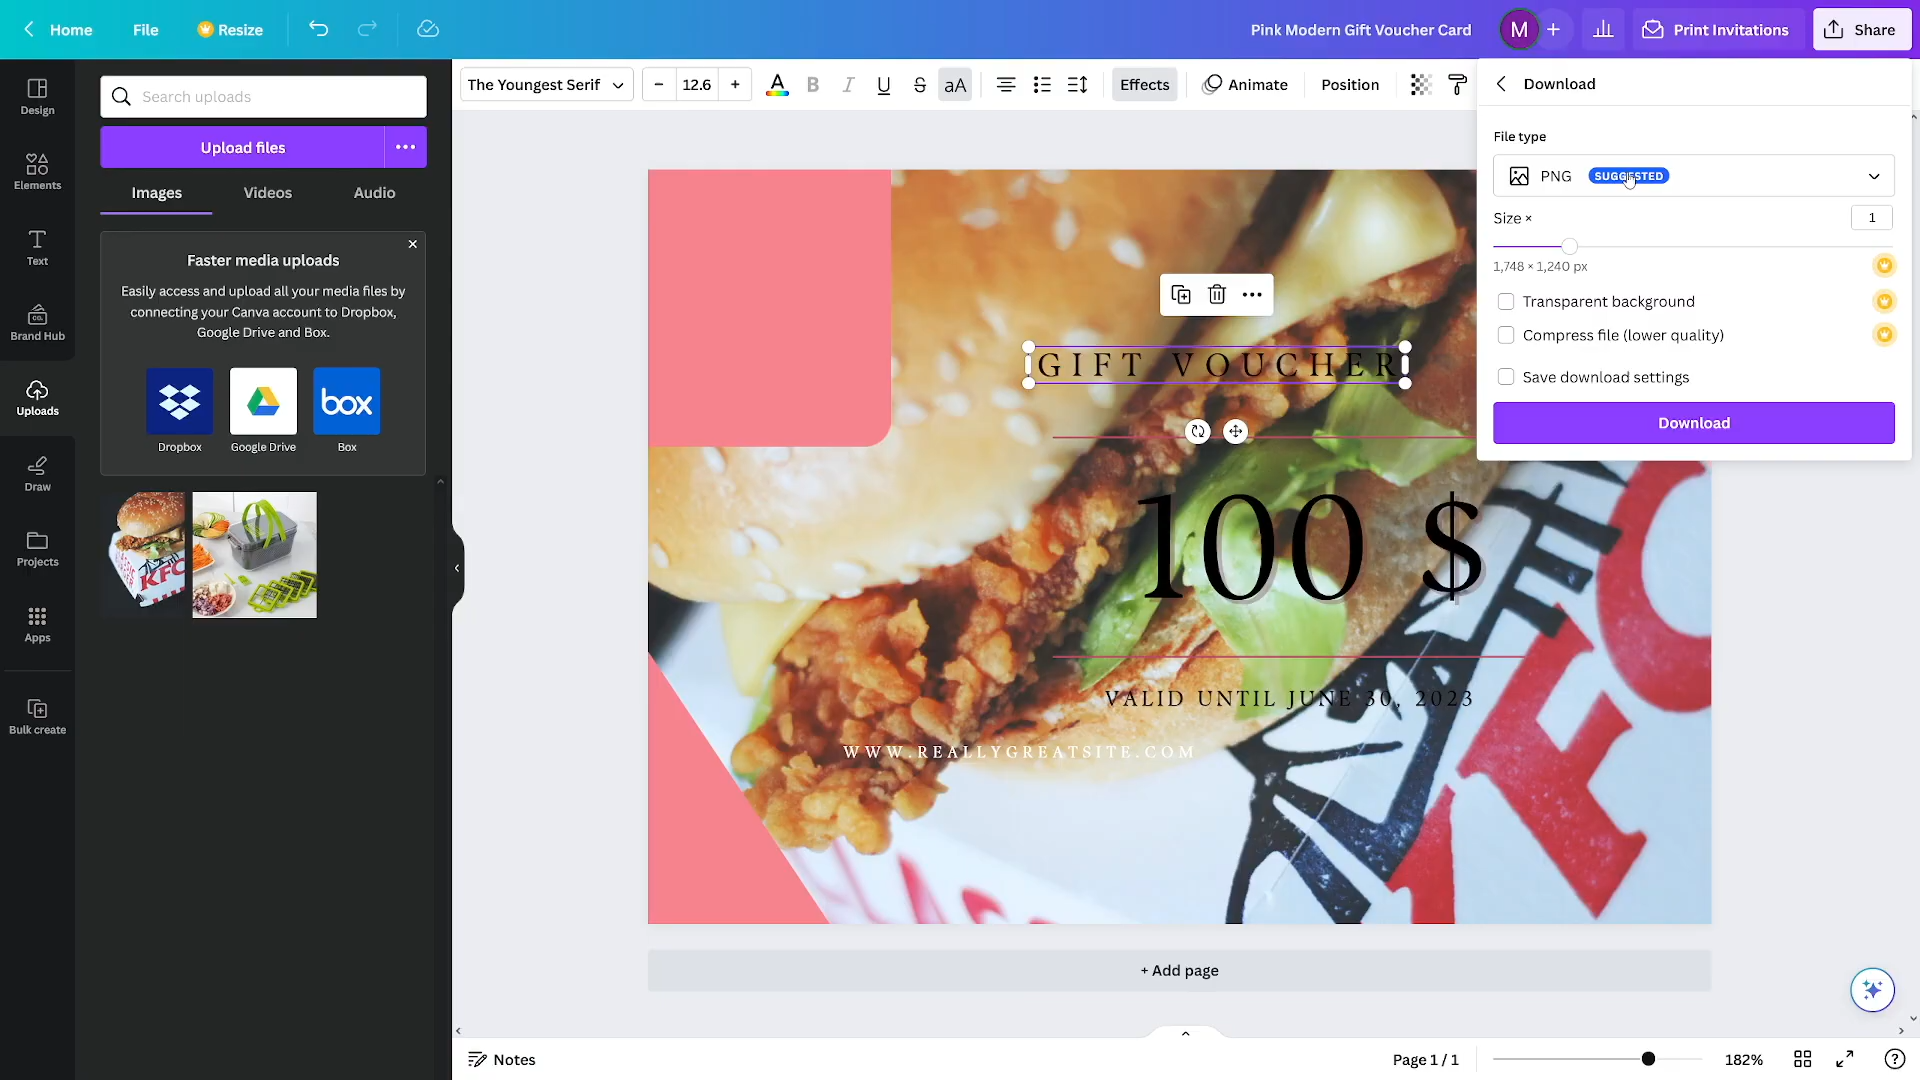 Home
File
Resize
Pink Modern Gift Voucher Card
M
Print Invitations
Share
Design
Elements
Text
Brand Hub
CO.
Uploads
Draw
Projects
Apps
Bulk create
Search uploads
Upload files
Images
Videos
Audio
Faster media uploads
Easily access and upload all your media files by
connecting your Canva account to Dropbox,
Google Drive and Box.
box
Dropbox
Google Drive
Box
KFC
The Youngest Serif
- 12.6 +
A
B
I
U
S
aA
Effects
Animate
Position
GIFT VOUCHER
100 $
VALID UNTIL JUNE 30, 2023
WWW.REALLYGREATSITE.COM
KFC
+ Add page
Download
File type
PNG
SUGGESTED
Size ×
1
1,748 × 1,240 px
Transparent background
Compress file (lower quality)
Save download settings
Download
Notes
Page 1 / 1
182%
?